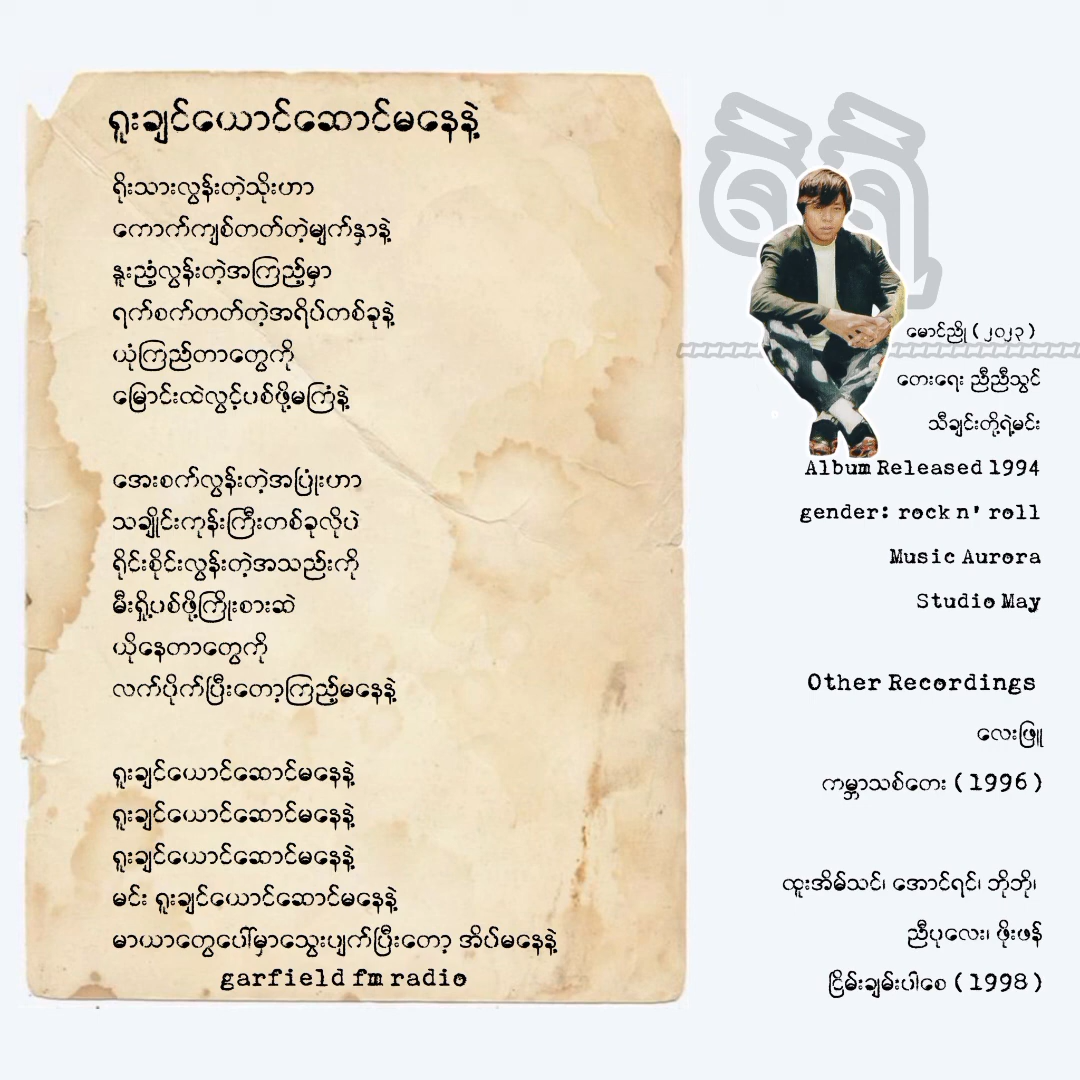 ရူးချင်ယောင်ဆောင်မနေနဲ့
ရိုးသားလွန်းတဲ့သိုးဟာ
ကောက်ကျစ်တတ်တဲ့မျက်နှာနဲ့
နူးညံ့လွန်းတဲ့အကြည့်မှာ
ရက်စက်တတ်တဲ့အရိပ်တစ်ခုနဲ့
ယုံကြည်တာတွေကို
မြောင်းထဲလွှင့်ပစ်ဖို့မကြံနဲ့
အေးစက်လွန်းတဲ့အပြုံးဟာ
သချိုင်းကုန်းကြီးတစ်ခုလိုပဲ
ရိုင်းစိုင်းလွန်းတဲ့အသည်းကို
မီးရှို့ပစ်ဖို့ကြိုးစားဆဲ
ယိုနေတာတွေကို
လက်ပိုက်ပြီးတော့ကြည့်မနေနဲ့
ရူးချင်ယောင်ဆောင်မနေနဲ့
ရူးချင်ယောင်ဆောင်မနေနဲ့
ရူးချင်ယောင်ဆောင်မနေနဲ့
မင်း ရူးချင်ယောင်ဆောင်မနေနဲ့
မာယာတွေပေါ်မှာသွေးပျက်ပြီးတော့ အိပ်မနေနဲ့
garfield fm radio
မောင်ညို (၂၀၂၃)
တေးရေး ညီညီသွင်
သီချင်းတို့ရဲ့မင်း
Album Released 1994
gender: rock n' roll
Music Aurora
Studio May
Other Recordings
လေးဖြူ
ကမ္ဘာသစ်တေး (1996)
ထူးအိမ်သင်၊ အောင်ရင်၊ ဘိုဘို၊
ညီပုလေး၊ ဖိုးဖန်
ငြိမ်းချမ်းပါစေ (1998)